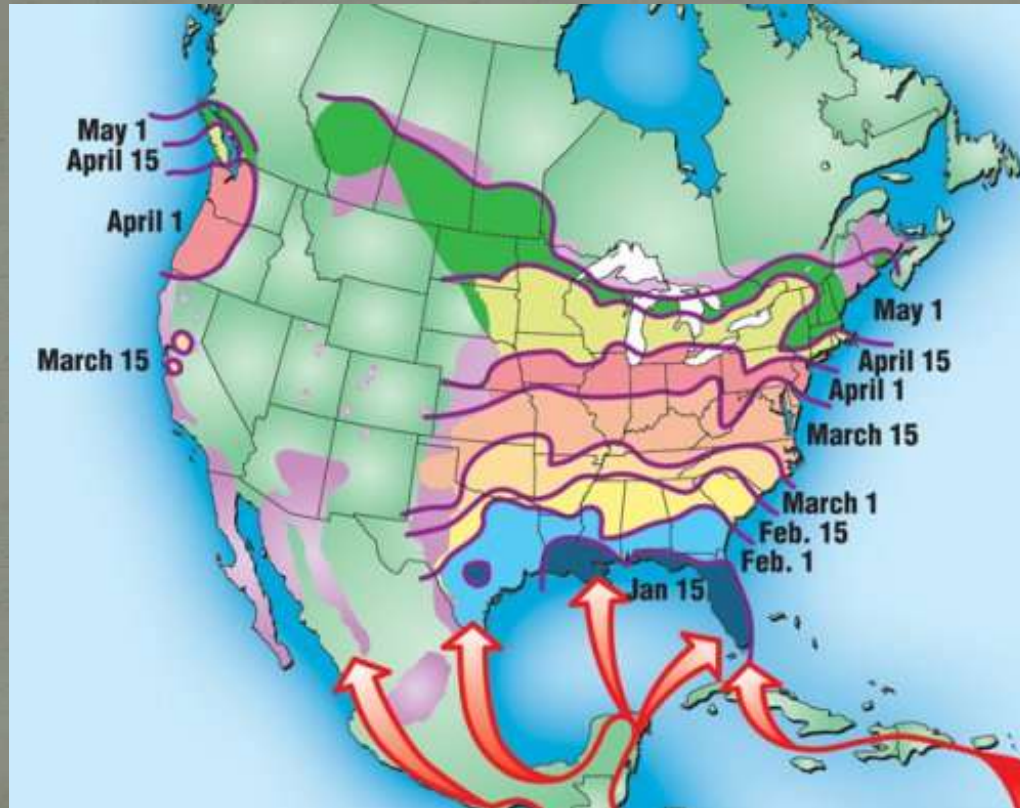 May 1
April 15
April 1
March 15
May 1
April 15
April 1
March 15
March 1
Feb. 15
Feb. 1
Jan 15